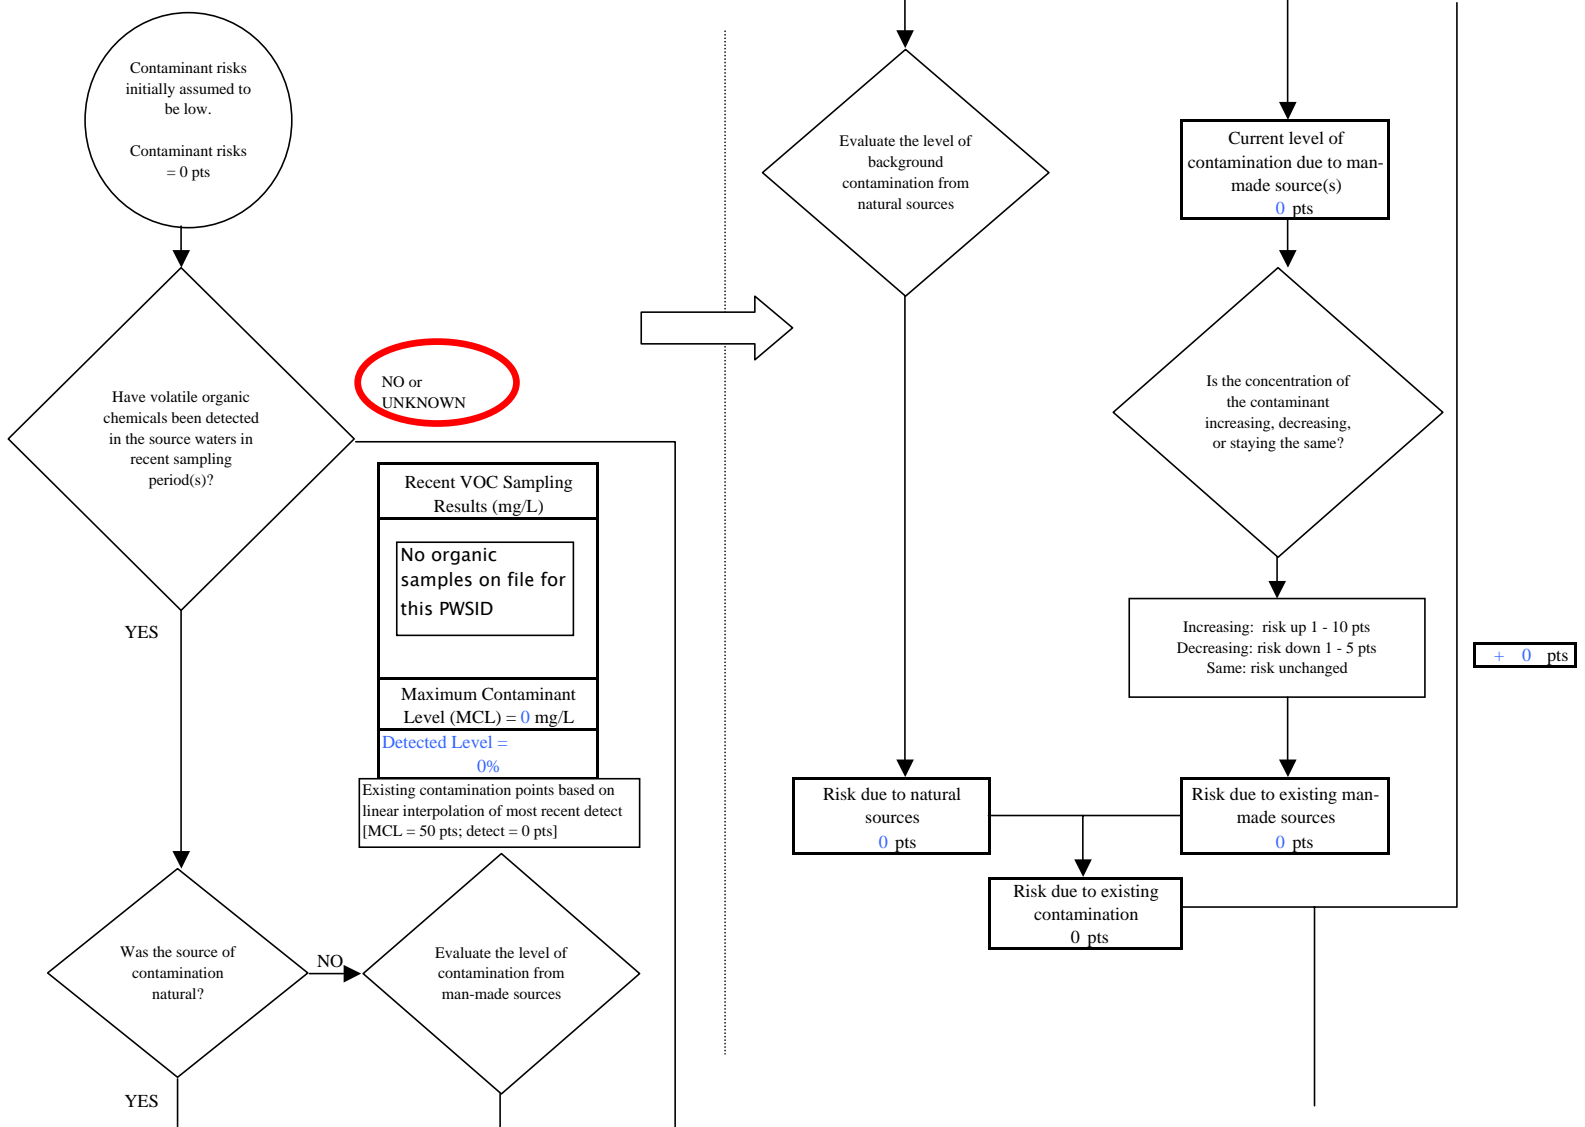 Contaminant risks
initially assumed to
be low.
Contaminant risks
= 0 pts
Have volatile organic
chemicals been detected
in the source waters in
recent sampling
period(s)?
NO or
UNKNOWN
YES
Recent VOC Sampling
Results (mg/L)
No organic
samples on file for
this PWSID
Maximum Contaminant
Level (MCL) = 0 mg/L
Detected Level =
0%
Existing contamination points based on
linear interpolation of most recent detect
[MCL = 50 pts; detect = 0 pts]
Was the source of
contamination
natural?
NO
YES
Evaluate the level of
contamination from
man-made sources
Evaluate the level of
background
contamination from
natural sources
Current level of
contamination due to man-
made source(s)
0 pts
Is the concentration of
the contaminant
increasing, decreasing,
or staying the same?
Increasing: risk up 1 - 10 pts
Decreasing: risk down 1 - 5 pts
Same: risk unchanged
+ 0 pts
Risk due to natural
sources
0 pts
Risk due to existing man-
made sources
0 pts
Risk due to existing
contamination
0 pts